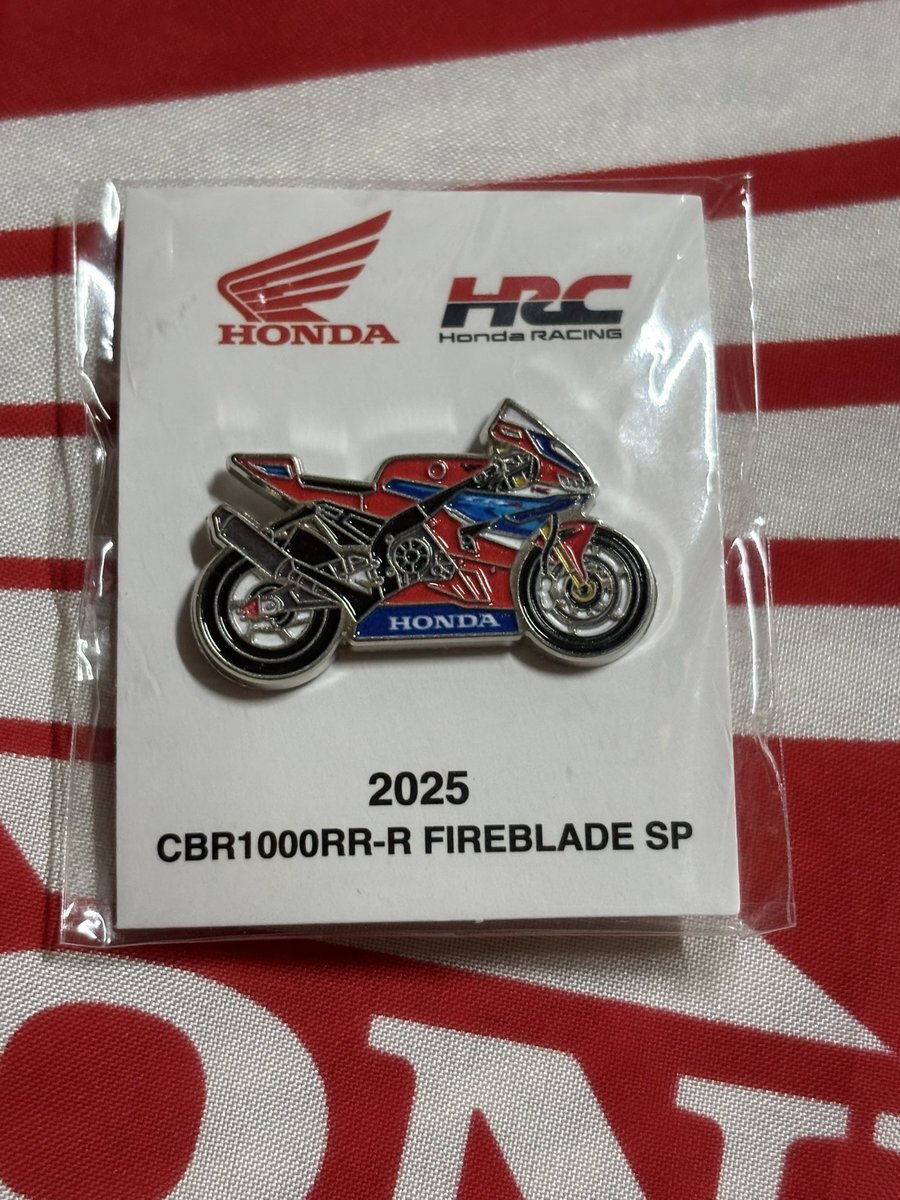 HONDA
HRC
Honda RACING
HONDA
2025
CBR1000RR-R FIREBLADE SP